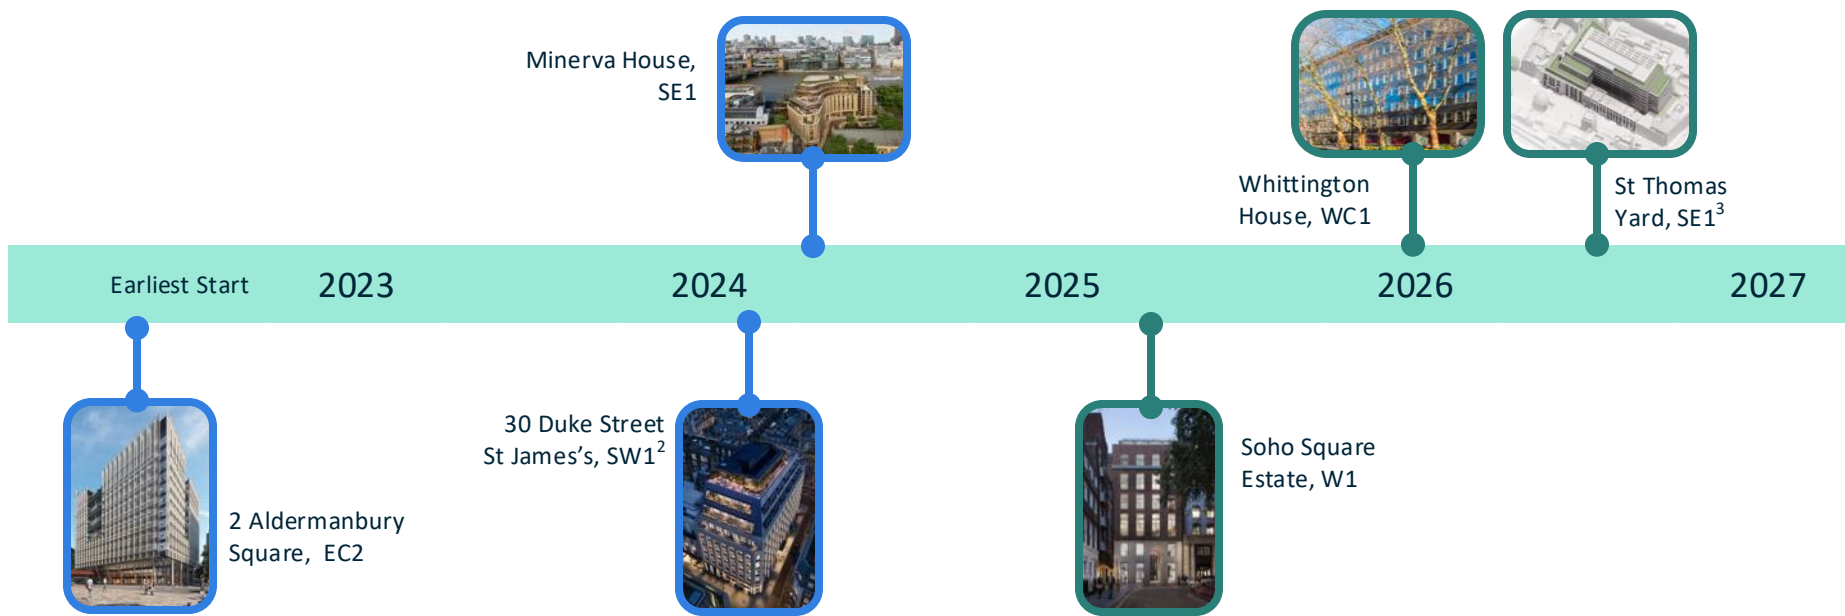 Minerva House,
SE1
Whittington
House, WC1
St Thomas
Yard, SE1³
Earliest Start 2023 2024 2025 2026 2027
30 Duke Street
St James’s, SW1²
Soho Square
Estate, W1
2 Aldermanbury
Square, EC2